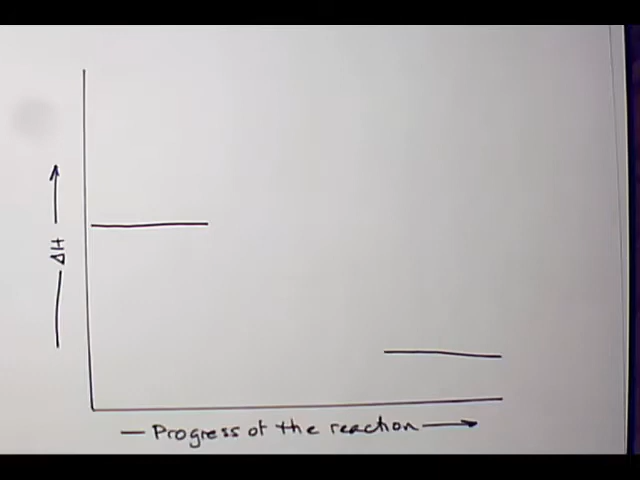 ΔH
Progress of the reaction